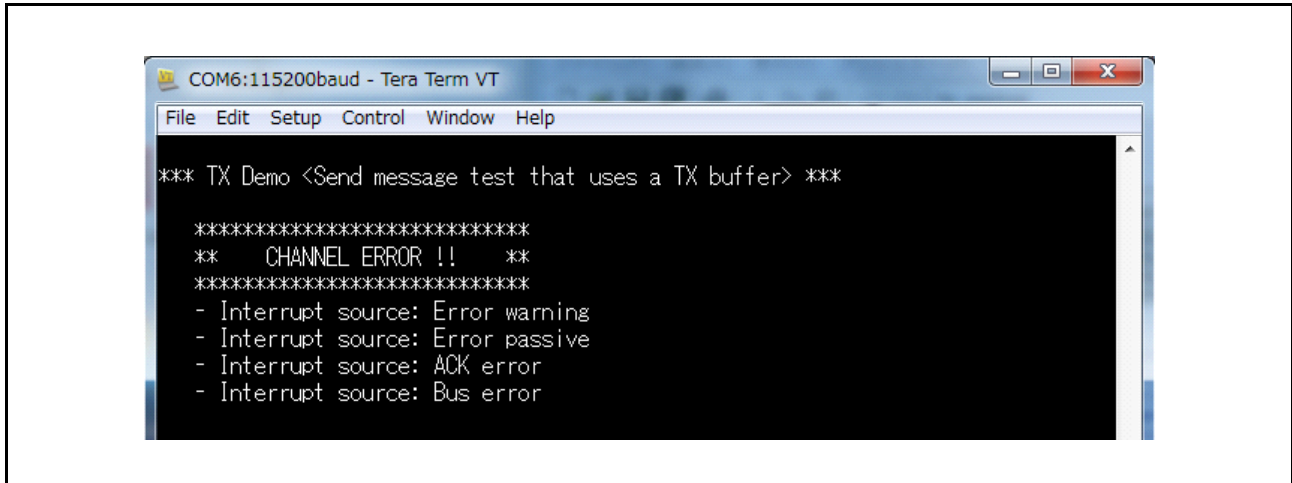 COM6:115200baud - Tera Term VT
File Edit Setup Control Window Help
*** TX Demo <Send message test that uses a TX buffer> ***
****************************
** CHANNEL ERROR !! **
****************************
- Interrupt source: Error warning
- Interrupt source: Error passive
- Interrupt source: ACK error
- Interrupt source: Bus error